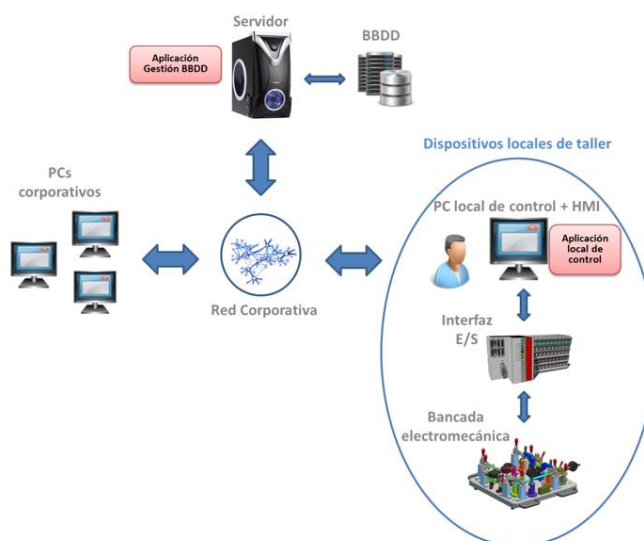 Servidor
Aplicación
Gestión BBDD
BBDD
Dispositivos locales de taller
PCs
corporativos
PC local de control + HMI
Aplicación
local de
control
Red Corporativa
Interfaz
E/S
Bancada
electromecánica